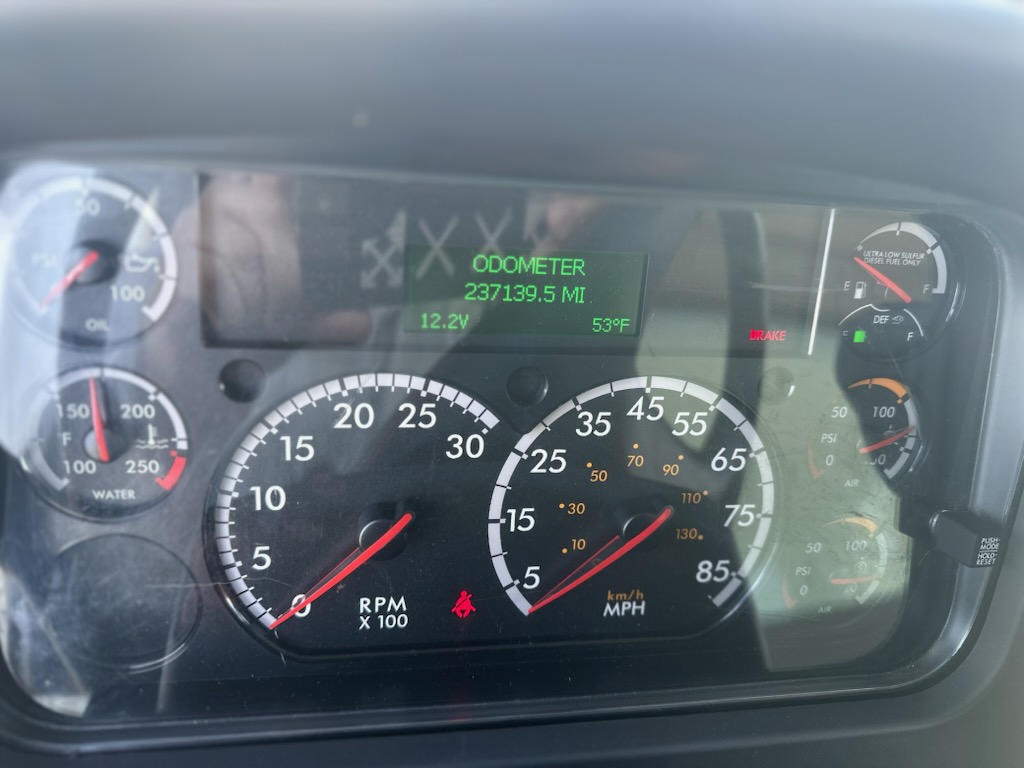 ODOMETER
237139.5 MI
12.2V
53°F
BRAKE
50
PSI
100
OIL
150
200
F
100
250
WATER
0
5
10
15
20
25
30
RPM
X 100
5
15
25
35
45
55
65
75
85
10
30
50
70
90
110
130
km/h
MPH
ULTRA LOW SULFUR
DIESEL FUEL ONLY
E
F
DEF
F
50
100
PSI
0
AIR
50
100
PSI
0
AIR
PUSH-
MODE
HOLD-
RESET